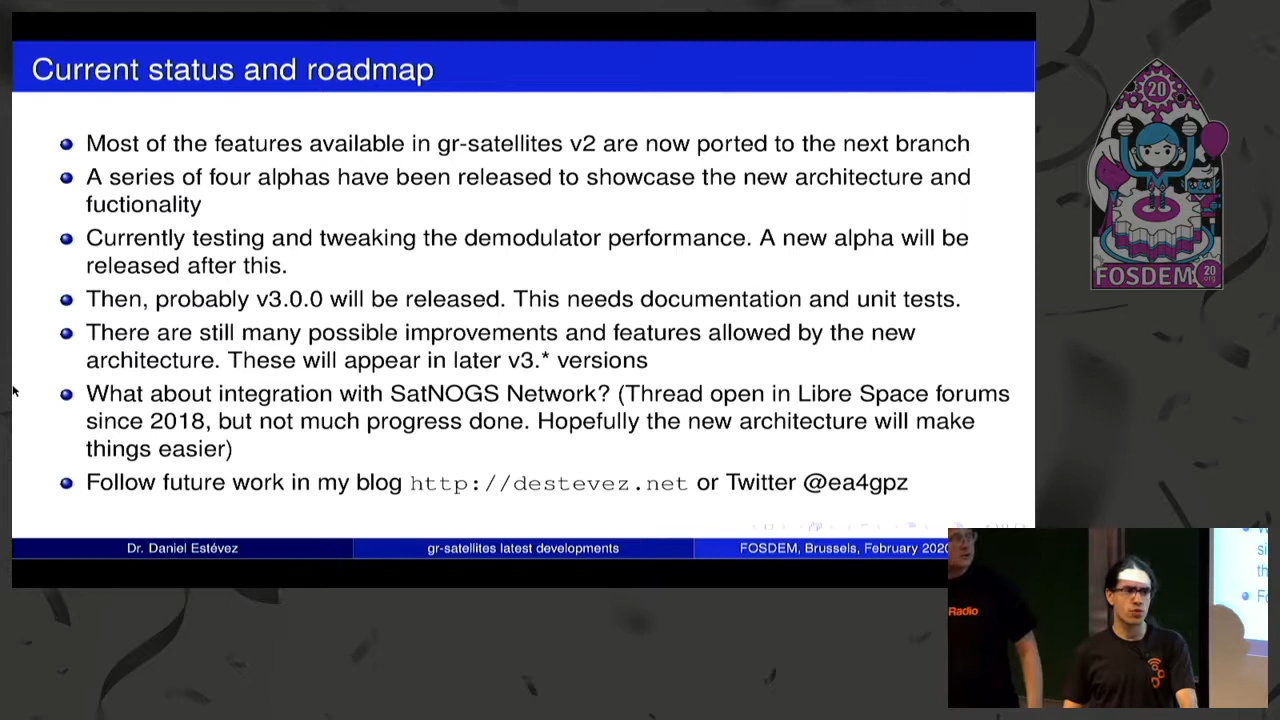 Current status and roadmap
Most of the features available in gr-satellites v2 are now ported to the next branch
A series of four alphas have been released to showcase the new architecture and
fuctionality
Currently testing and tweaking the demodulator performance. A new alpha will be
released after this.
Then, probably v3.0.0 will be released. This needs documentation and unit tests.
There are still many possible improvements and features allowed by the new
architecture. These will appear in later v3.* versions
What about integration with SatNOGS Network? (Thread open in Libre Space forums
since 2018, but not much progress done. Hopefully the new architecture will make
things easier)
Follow future work in my blog http://destevez.net or Twitter @ea4gpz
Dr. Daniel Estévez
gr-satellites latest developments
FOSDEM, Brussels, February 2020
20
FOSDEM
20
.org
Radio
si
th
Fo